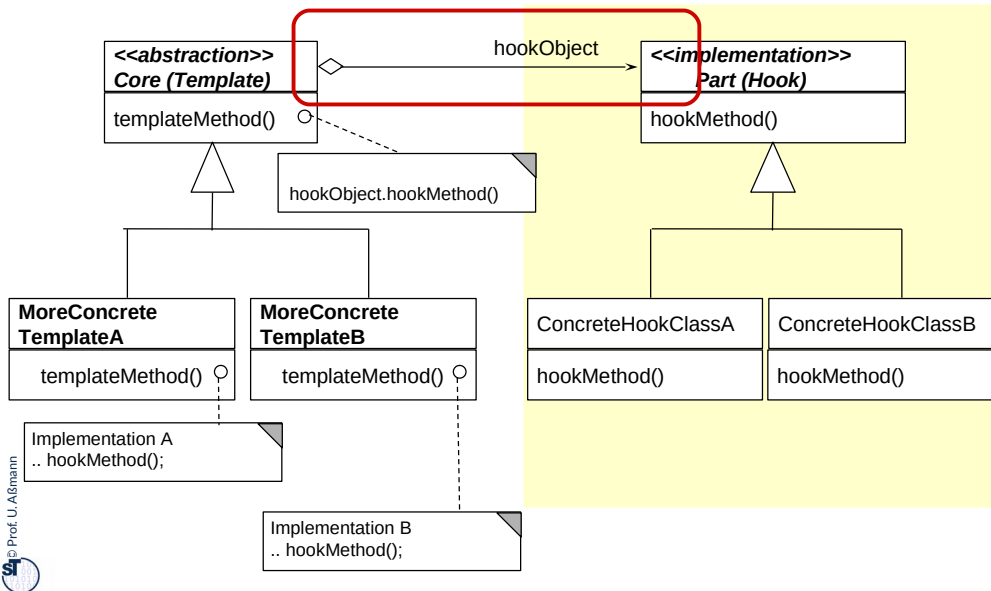 hookObject
<<abstraction>>
Core (Template)
templateMethod()
<<implementation>>
Part (Hook)
hookMethod()
hookObject.hookMethod()
MoreConcrete
TemplateA
templateMethod()
MoreConcrete
TemplateB
templateMethod()
ConcreteHookClassA
hookMethod()
ConcreteHookClassB
hookMethod()
Implementation A
.. hookMethod();
Implementation B
.. hookMethod();
© Prof. U. Aßmann
ST